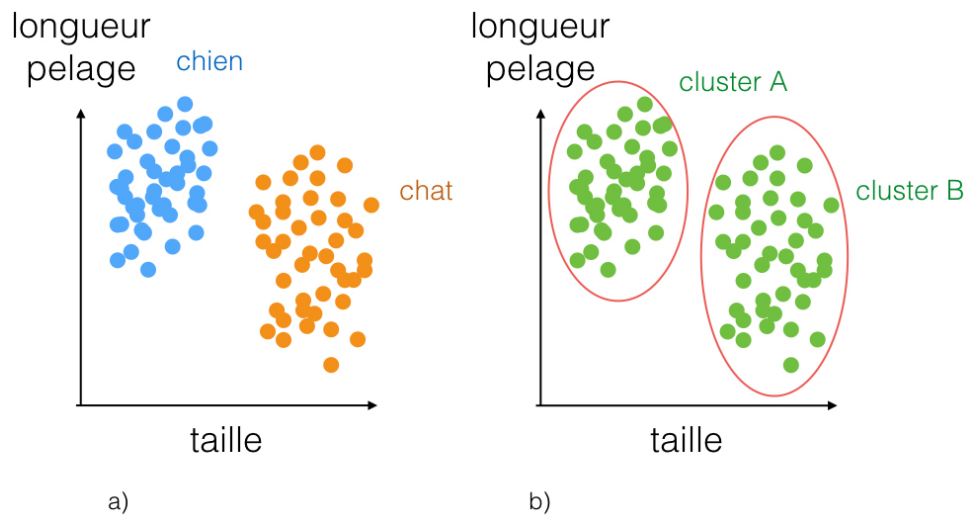 longueur
pelage
chien
chat
taille
a)
longueur
pelage
cluster A
cluster B
taille
b)